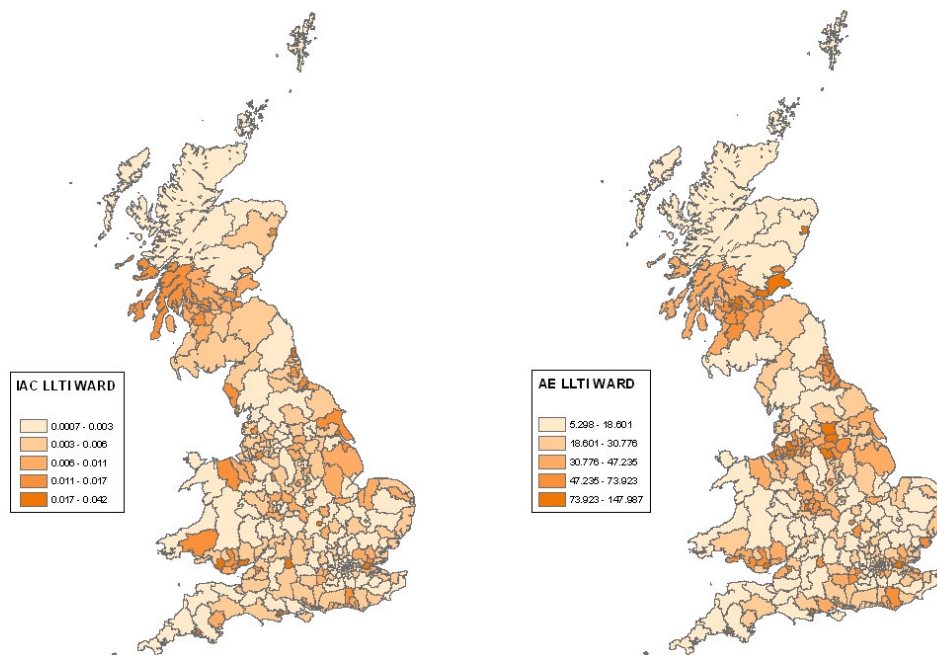 IAC LLTI WARD
0.0007 - 0.003
0.003 - 0.006
0.006 - 0.011
0.011 - 0.017
0.017 - 0.042
AE LLTI WARD
5.298 - 18.601
18.601 - 30.776
30.776 - 47.235
47.235 - 73.923
73.923 - 147.987